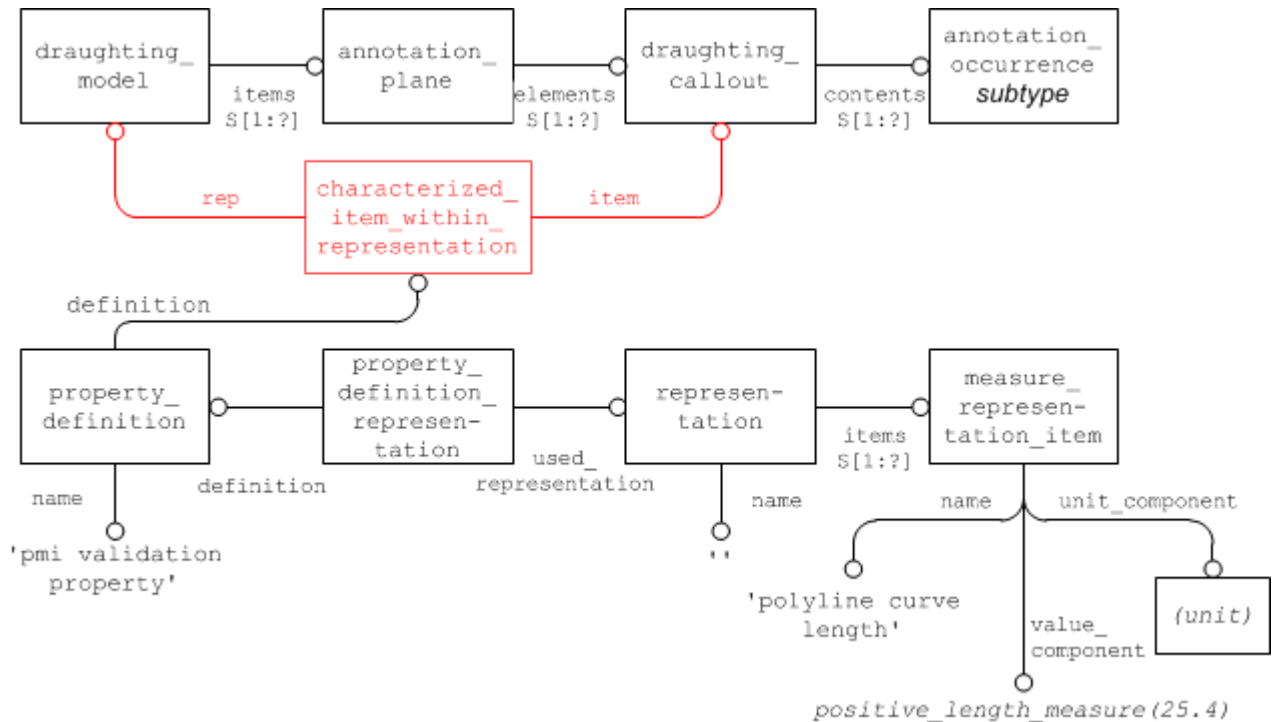 draughting_
model
annotation_
plane
draughting_
callout
annotation_
occurrence
subtype
items
S[1:?]
elements
S[1:?]
contents
S[1:?]
rep
characterized_
item_within_
representation
item
definition
property_
definition
property_
definition_
represen-
tation
represen-
tation
measure_
represen-
tation_item
name
definition
used_
representation
name
items
S[1:?]
name
unit_component
'pmi validation
property'
''
'polyline curve
length'
(unit)
value_
component
positive_length_measure(25.4)